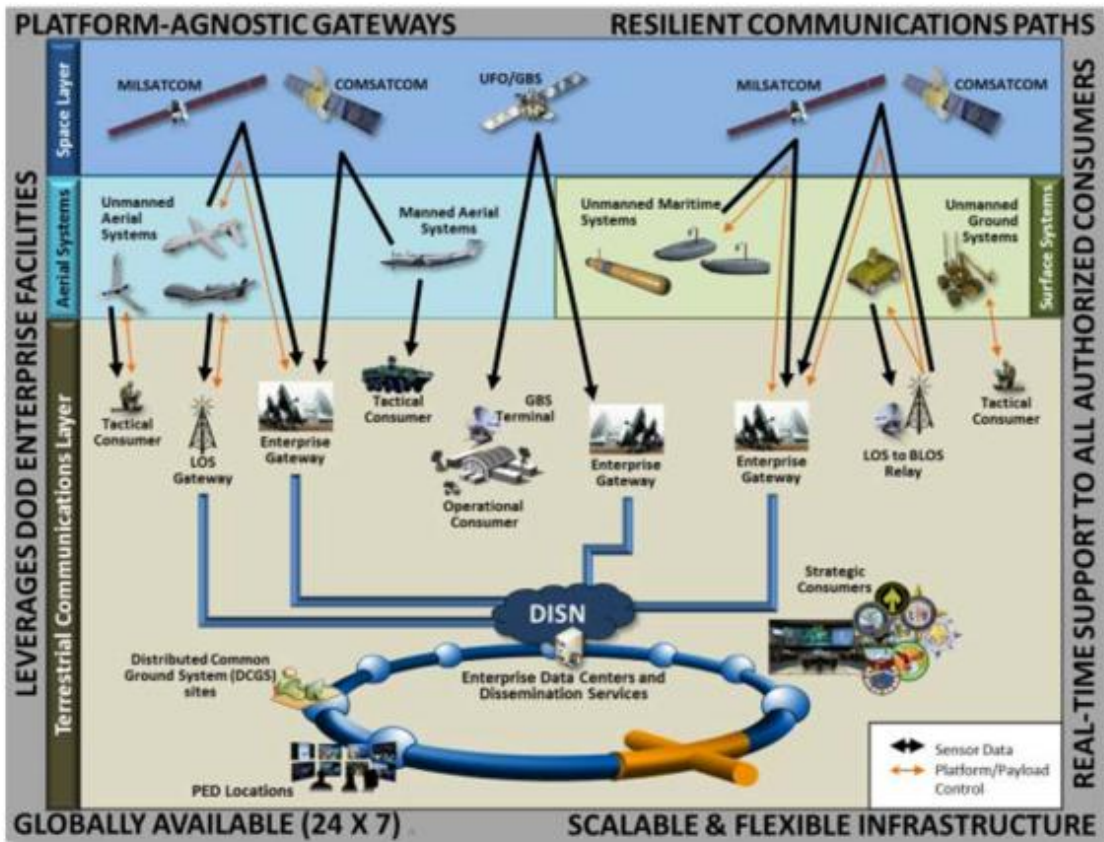 PLATFORM-AGNOSTIC GATEWAYS
RESILIENT COMMUNICATIONS PATHS
LEVERAGES DOD ENTERPRISE FACILITIES
REAL-TIME SUPPORT TO ALL AUTHORIZED CONSUMERS
Space Layer
MILSATCOM
COMSATCOM
UFO/GBS
MILSATCOM
COMSATCOM
Aerial Systems
Unmanned
Aerial
Systems
Manned Aerial
Systems
Unmanned Maritime
Systems
Unmanned
Ground
Systems
Surface Systems
Terrestrial Communications Layer
Tactical
Consumer
LOS
Gateway
Enterprise
Gateway
Tactical
Consumer
GBS
Terminal
Operational
Consumer
Enterprise
Gateway
Enterprise
Gateway
LOS to BLOS
Relay
Tactical
Consumer
DISN
Strategic
Consumers
Distributed Common
Ground System (DCGS)
sites
Enterprise Data Centers and
Dissemination Services
PED Locations
Sensor Data
Platform/Payload
Control
GLOBALLY AVAILABLE (24 X 7)
SCALABLE & FLEXIBLE INFRASTRUCTURE